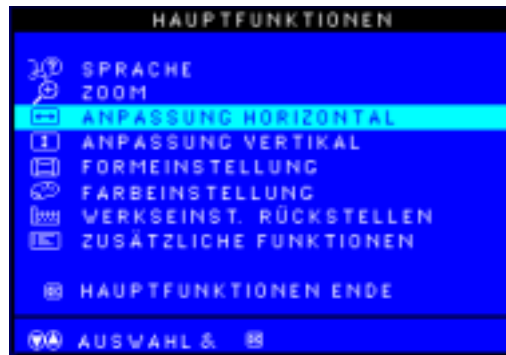 HAUPTFUNKTIONEN
SPRACHE
ZOOM
ANPASSUNG HORIZONTAL
ANPASSUNG VERTIKAL
FORMEINSTELLUNG
FARBEINSTELLUNG
WERKSEINST. RÜCKSTELLEN
ZUSÄTZLICHE FUNKTIONEN
HAUPTFUNKTIONEN ENDE
AUSWAHL &